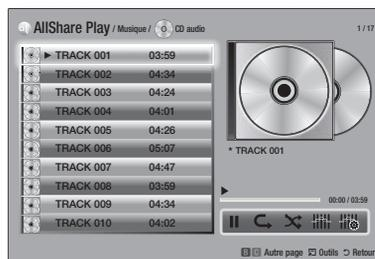 AllShare Play / Musique / CD audio 1 / 17
TRACK 001 03:59
TRACK 002 04:34
TRACK 003 04:24
TRACK 004 04:01
TRACK 005 04:26
TRACK 006 05:07
TRACK 007 04:47
TRACK 008 03:59
TRACK 009 04:34
TRACK 010 04:02
* TRACK 001
00:00 / 03:59
B C Autre page Outils Retour